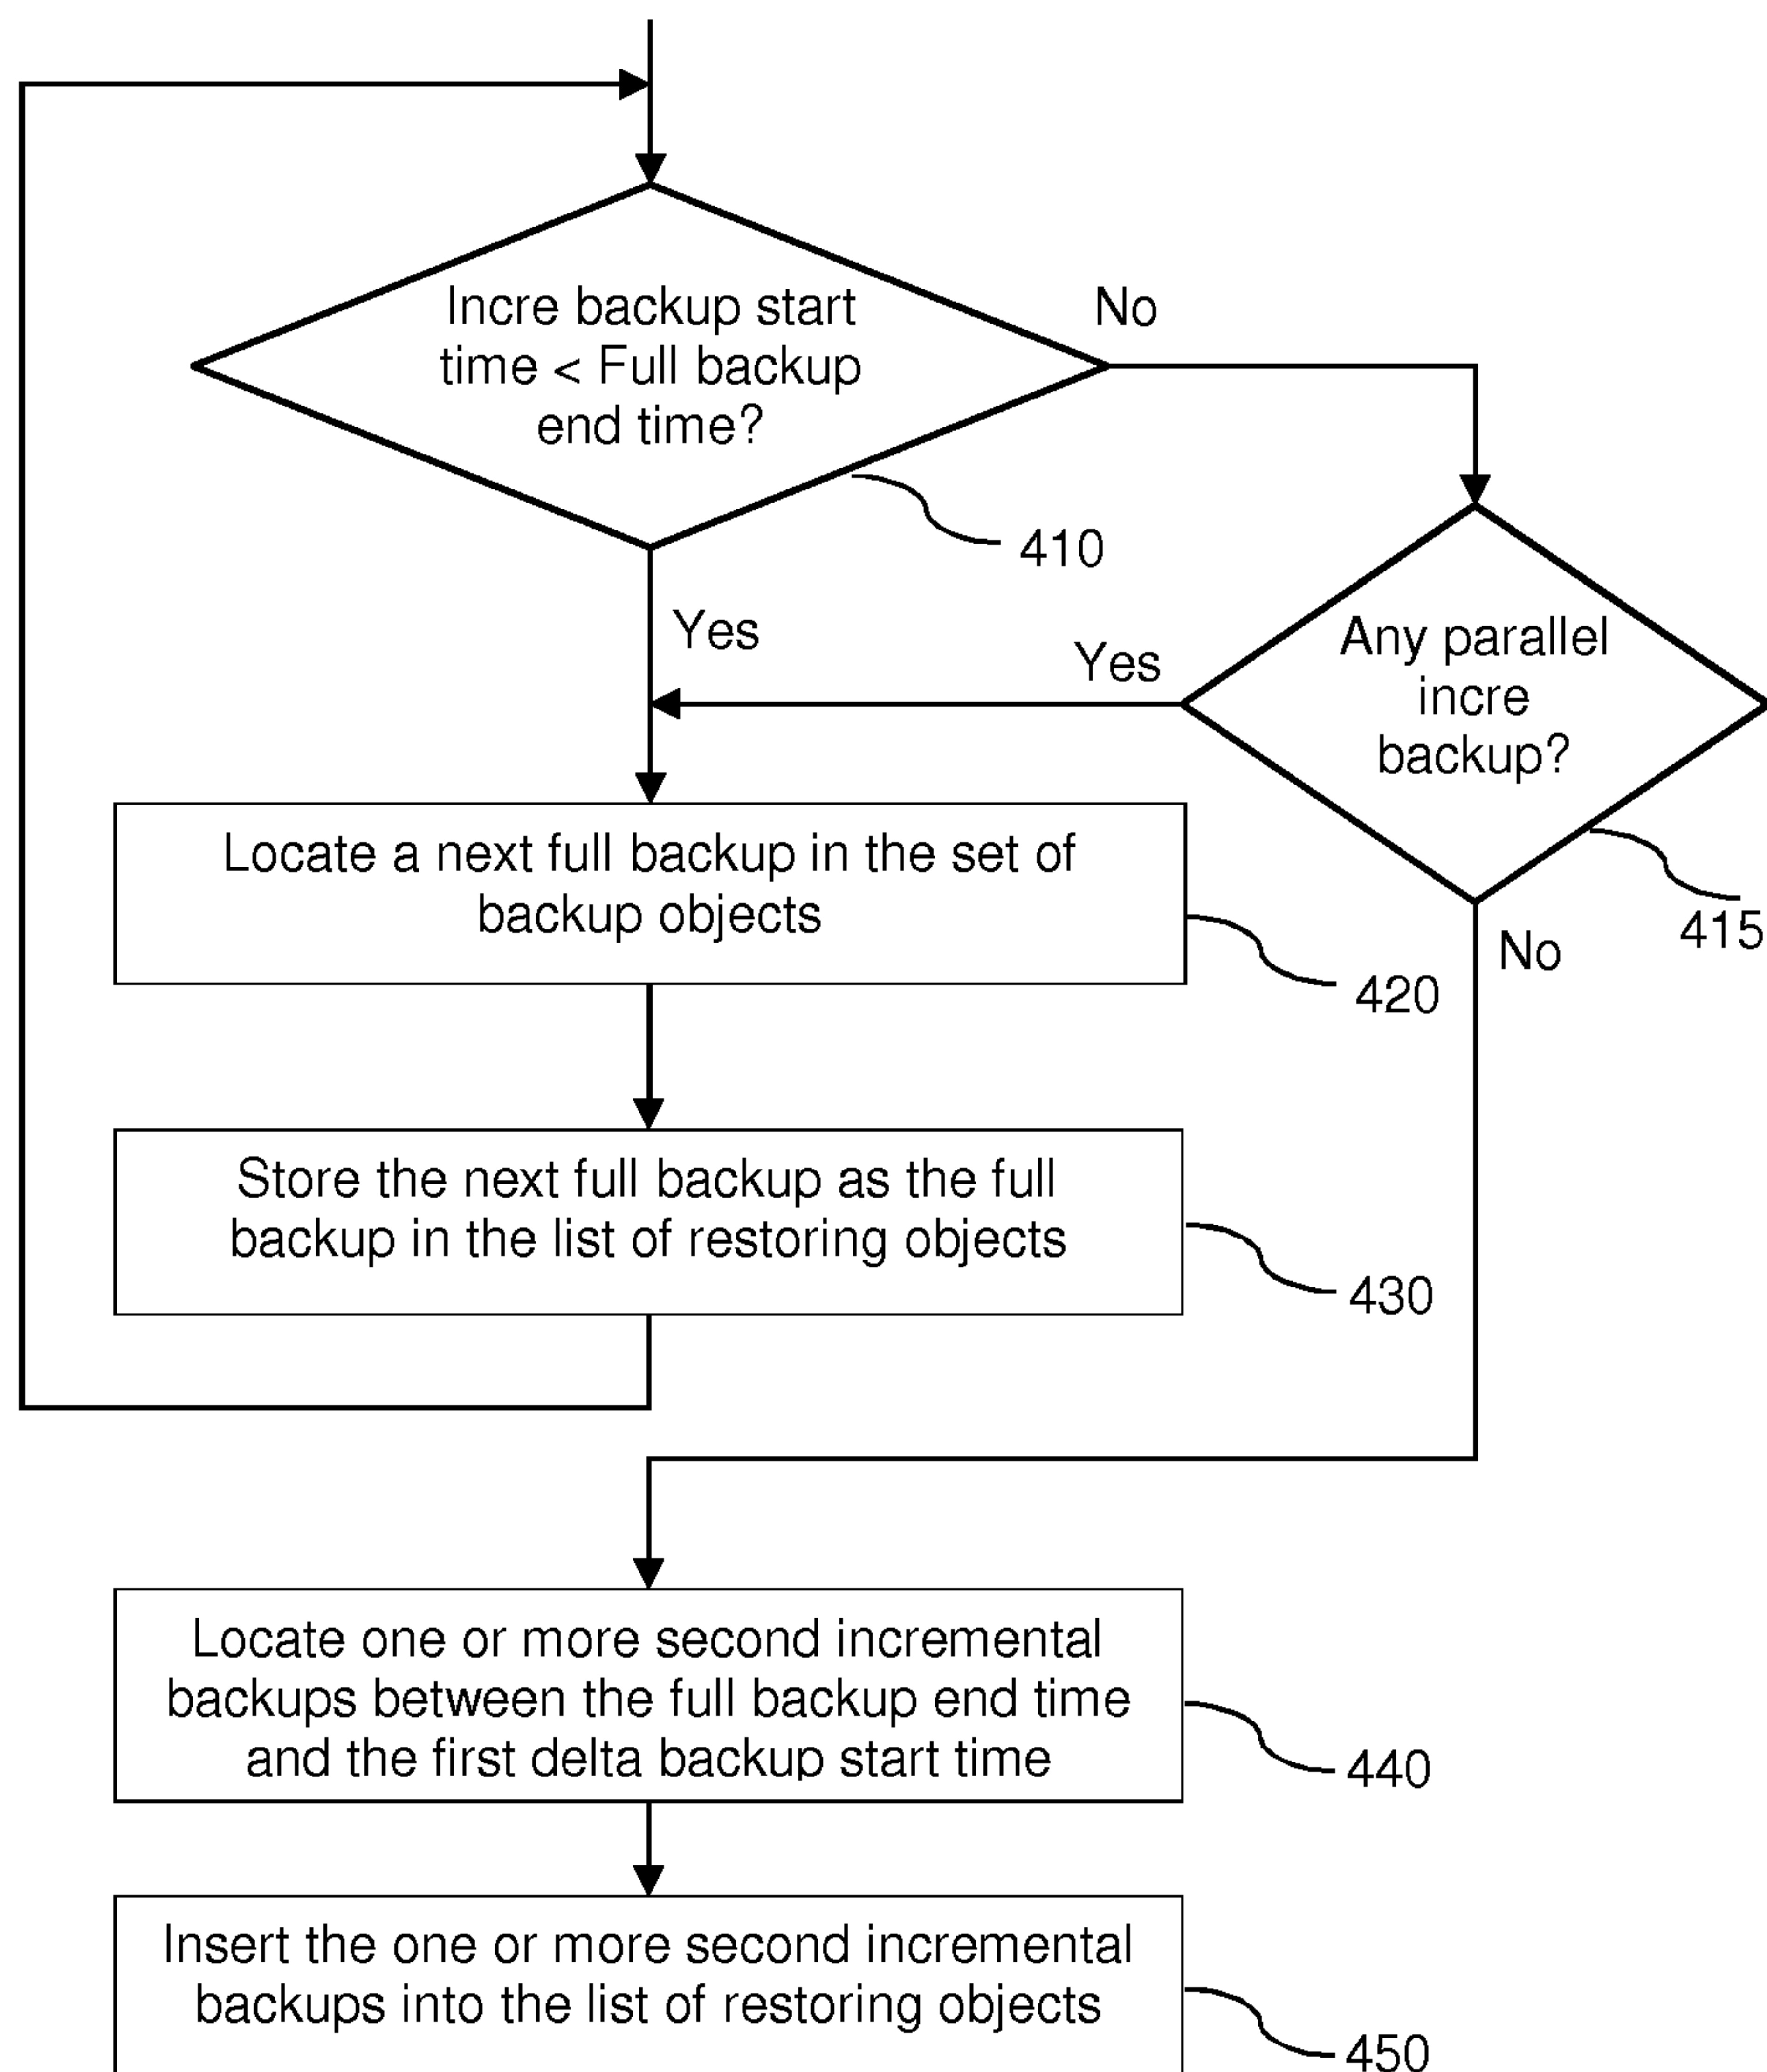 Incre backup start
time < Full backup
end time?
No
410
Yes
Any parallel
incre
backup?
Yes
415
No
Locate a next full backup in the set of
backup objects
420
Store the next full backup as the full
backup in the list of restoring objects
430
Locate one or more second incremental
backups between the full backup end time
and the first delta backup start time
440
Insert the one or more second incremental
backups into the list of restoring objects
450